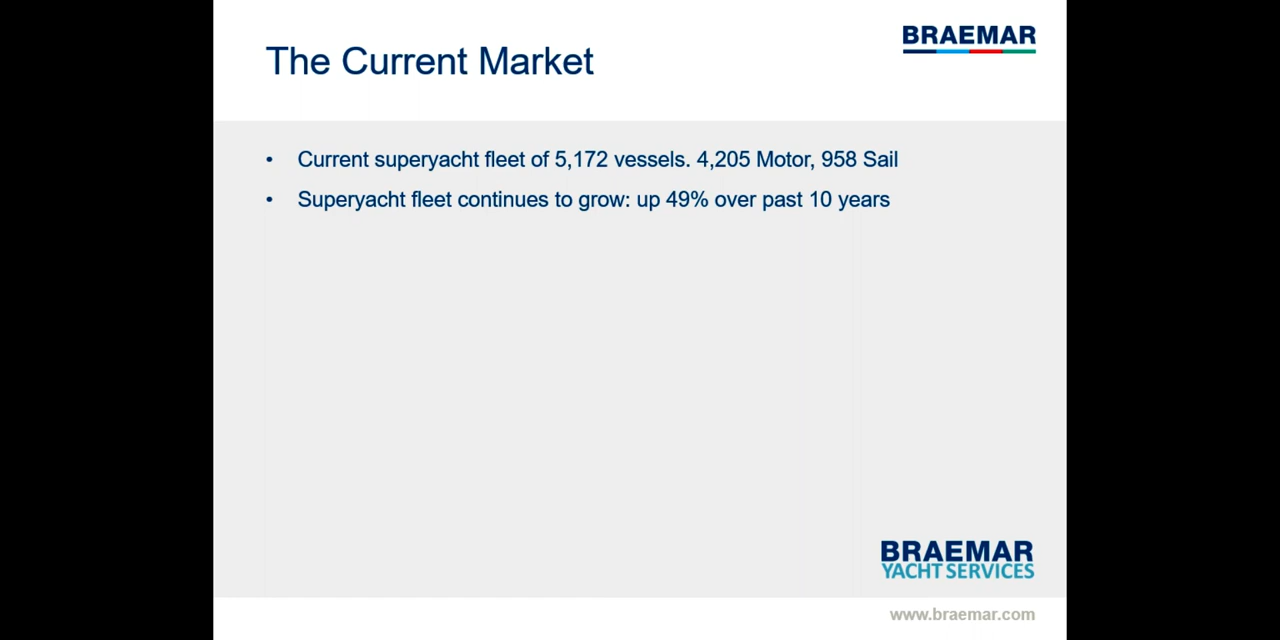 The Current Market
BRAEMAR
• Current superyacht fleet of 5,172 vessels. 4,205 Motor, 958 Sail
• Superyacht fleet continues to grow: up 49% over past 10 years
BRAEMAR
YACHT SERVICES
www.braemar.com